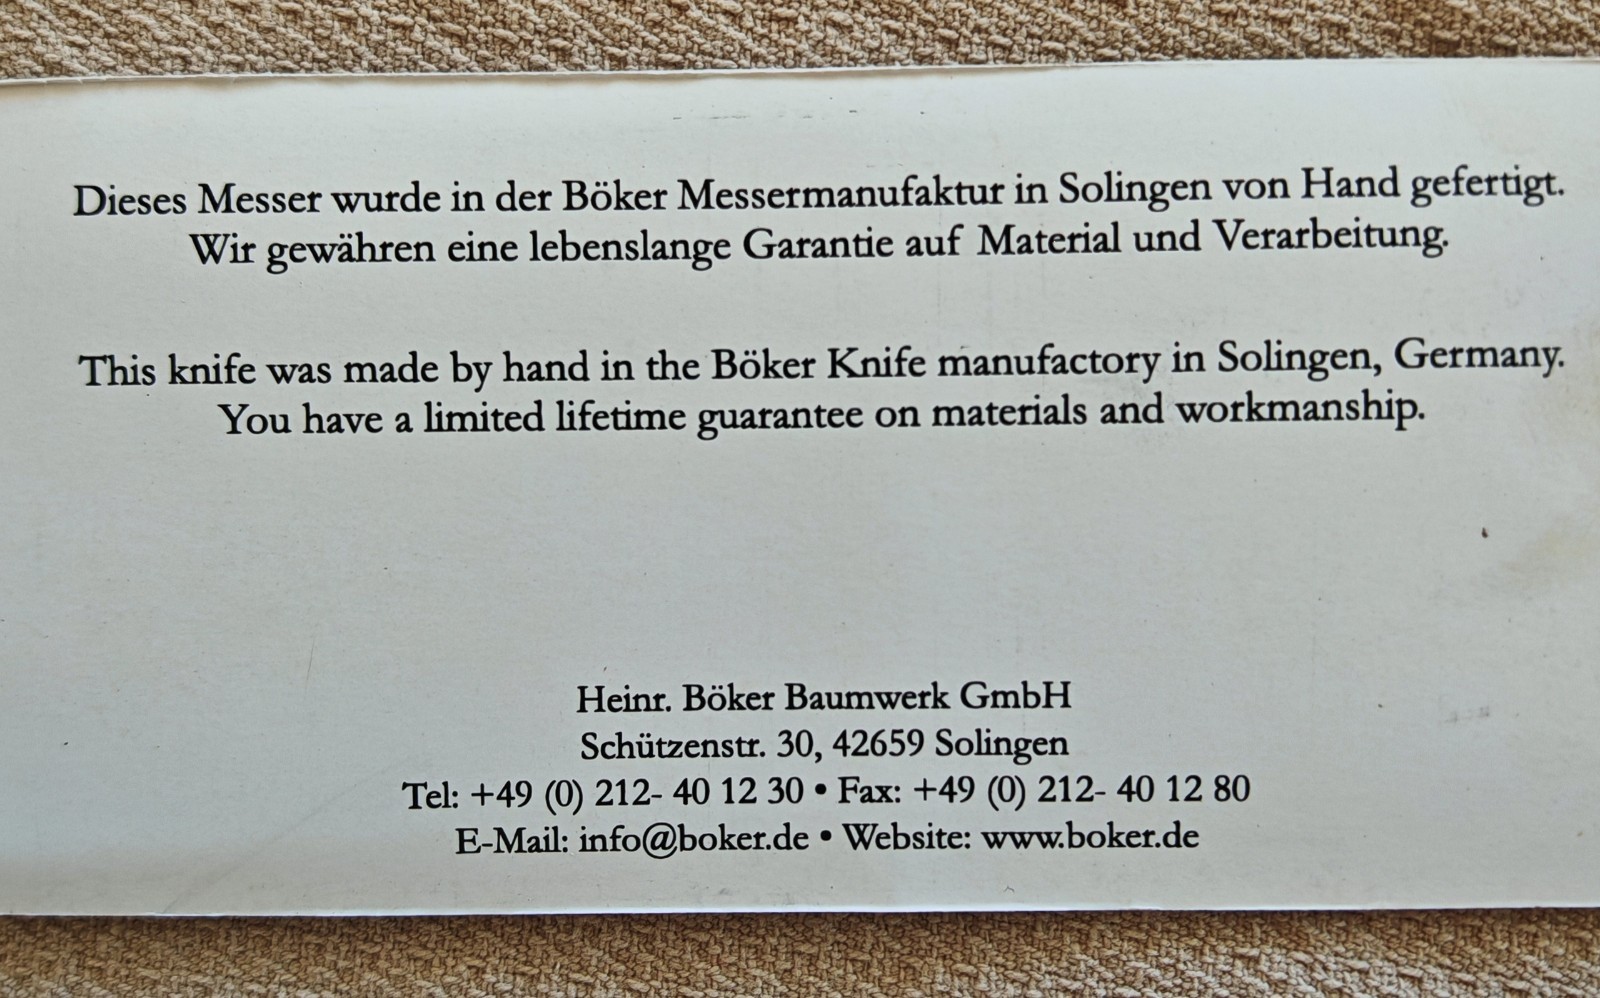 Dieses Messer wurde in der Böker Messermanufaktur in Solingen von Hand gefertigt.
Wir gewähren eine lebenslange Garantie auf Material und Verarbeitung.
This knife was made by hand in the Böker Knife manufactory in Solingen, Germany.
You have a limited lifetime guarantee on materials and workmanship.
Heinr. Böker Baumwerk GmbH
Schützenstr. 30, 42659 Solingen
Tel: +49 (0) 212- 40 12 30 • Fax: +49 (0) 212- 40 12 80
E-Mail: info@boker.de • Website: www.boker.de